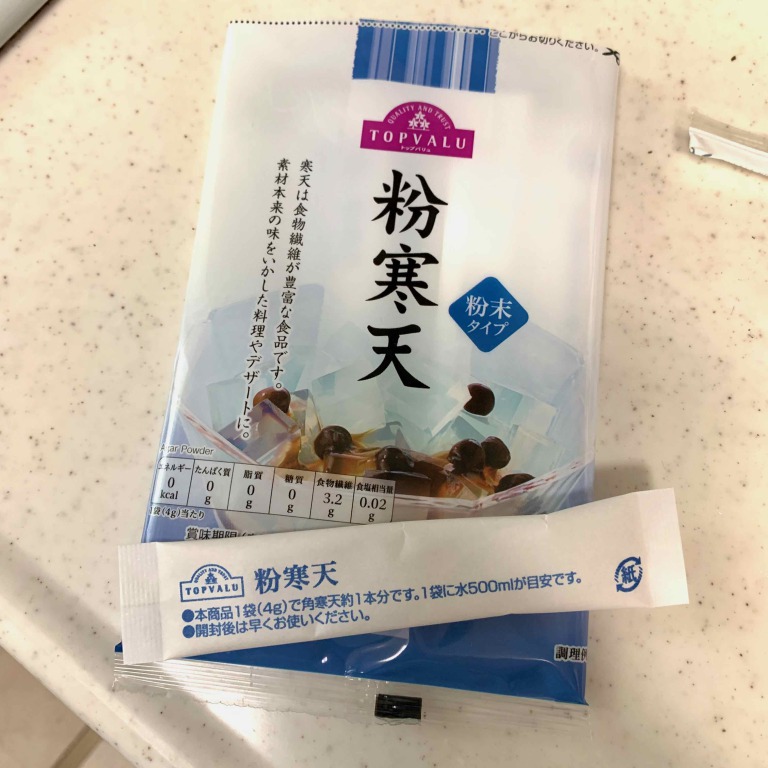 ここからお切りください。
QUALITY AND TRUST
TOPVALU
トップバリュ
粉寒天
粉末
タイプ
寒天は食物繊維が豊富な食品です。
素材本来の味をいかした料理やデザートに。
Powder
エネルギー たんぱく質 脂質 糖質 食物繊維 食塩相当量
0 0 0 0 3.2 0.02
kcal g g g g g
1袋(4g)当たり
賞味期限
調理例
QUALITY AND TRUST
TOPVALU
粉寒天
●本商品1袋(4g)で角寒天約1本分です。1袋に水500mlが目安です。
●開封後は早くお使いください。
紙